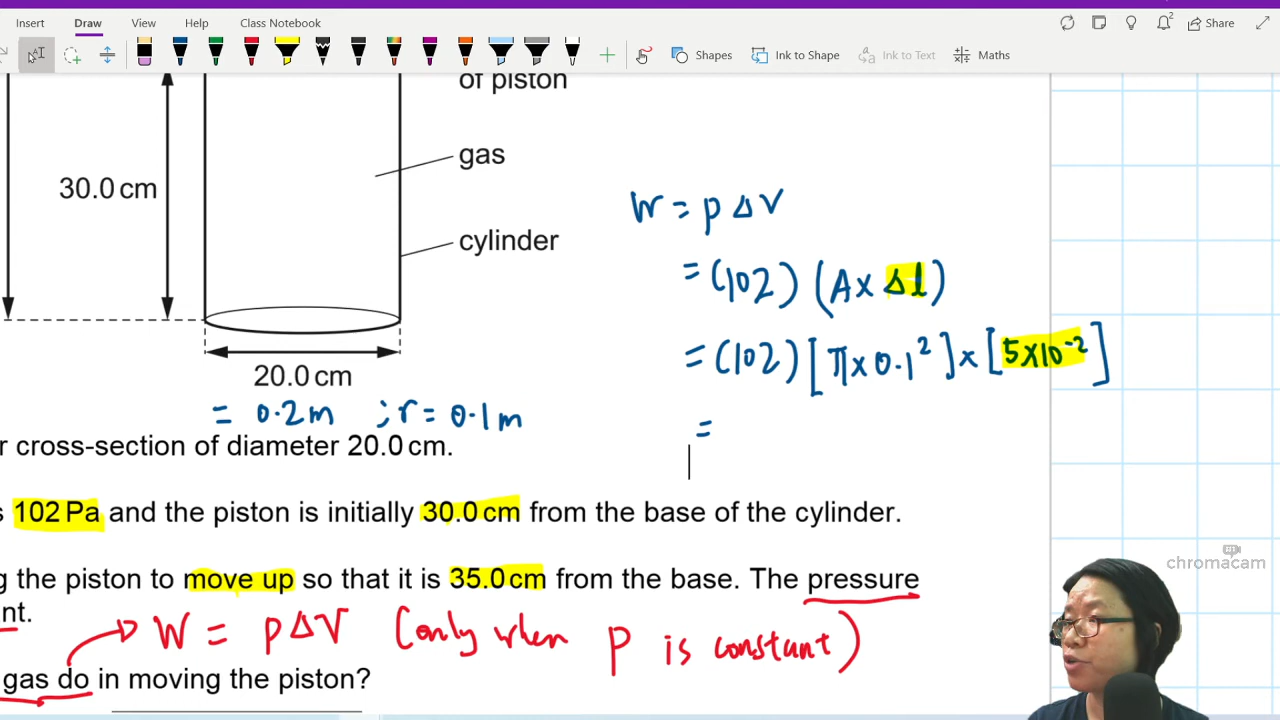 Insert Draw View Help Class Notebook 2 Share
Shapes Ink to Shape Ink to Text Maths
of piston
gas
30.0 cm
cylinder
20.0 cm
= 0.2m ; r = 0.1m
W = p Δ V
= (102) (A × Δl)
= (102) [π × 0.1²] × [5×10⁻²]
=
r cross-section of diameter 20.0 cm.
s 102 Pa and the piston is initially 30.0 cm from the base of the cylinder.
g the piston to move up so that it is 35.0 cm from the base. The pressure
nt.
W = pΔV (only when p is constant)
gas do in moving the piston?
chromacam